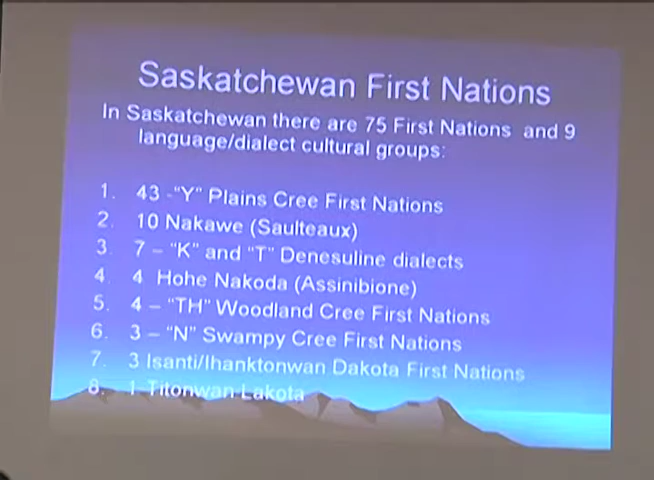 Saskatchewan First Nations
In Saskatchewan there are 75 First Nations and 9
language/dialect cultural groups:
1. 43 -"Y" Plains Cree First Nations
2. 10 Nakawe (Saulteaux)
3. 7 – "K" and "T" Denesuline dialects
4. 4 Hohe Nakoda (Assinibione)
5. 4 – "TH" Woodland Cree First Nations
6. 3 – "N" Swampy Cree First Nations
7. 3 Isanti/Ihanktonwan Dakota First Nations
8. 1 Titonwan Lakota